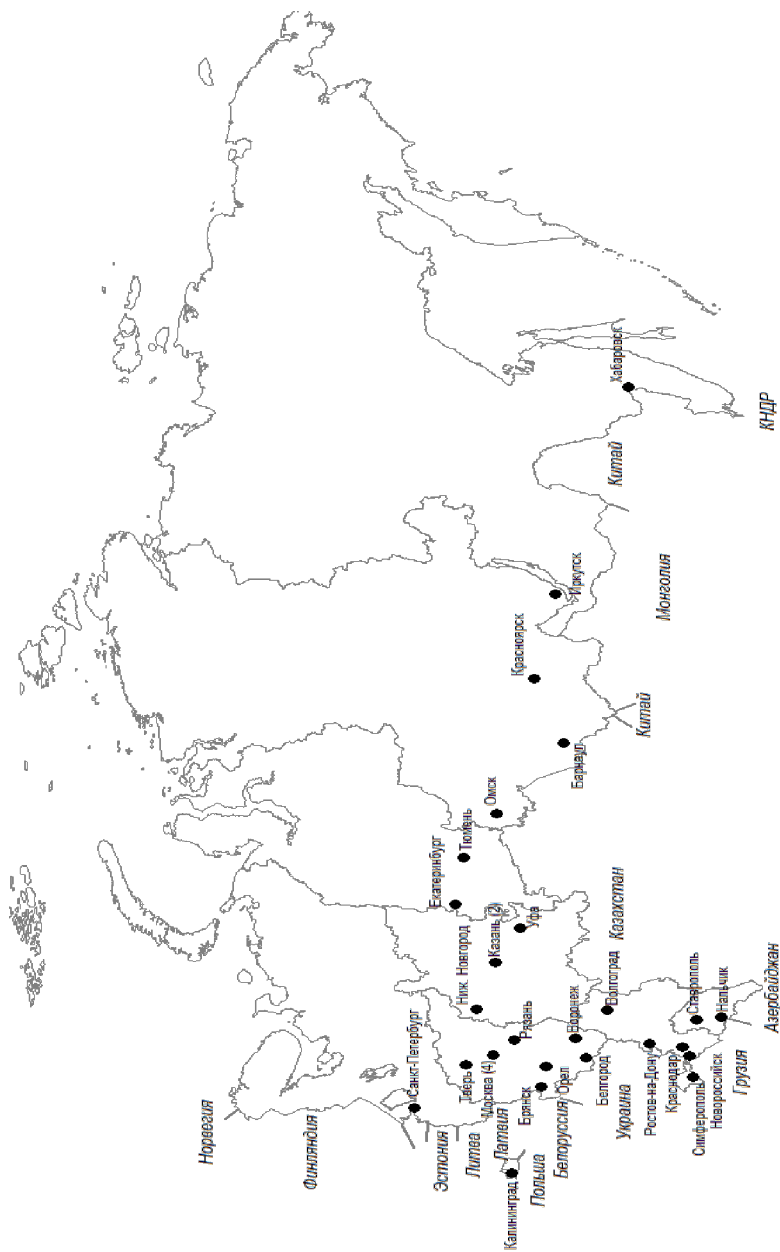 Норвегия
Финляндия
Эстония
Литва
Латвия
Польша
Белоруссия
Украина
Грузия
Азербайджан
Казахстан
Китай
Монголия
Китай
КНДР
Калининград
Санкт-Петербург
Тверь
Москва (4)
Брянск
Орел
Белгород
Рязань
Воронеж
Ниж. Новгород
Казань (2)
Уфа
Волгоград
Ростов-на-Дону
Краснодар
Симферополь
Новороссийск
Ставрополь
Нальчик
Екатеринбург
Тюмень
Омск
Барнаул
Красноярск
Иркутск
Хабаровск